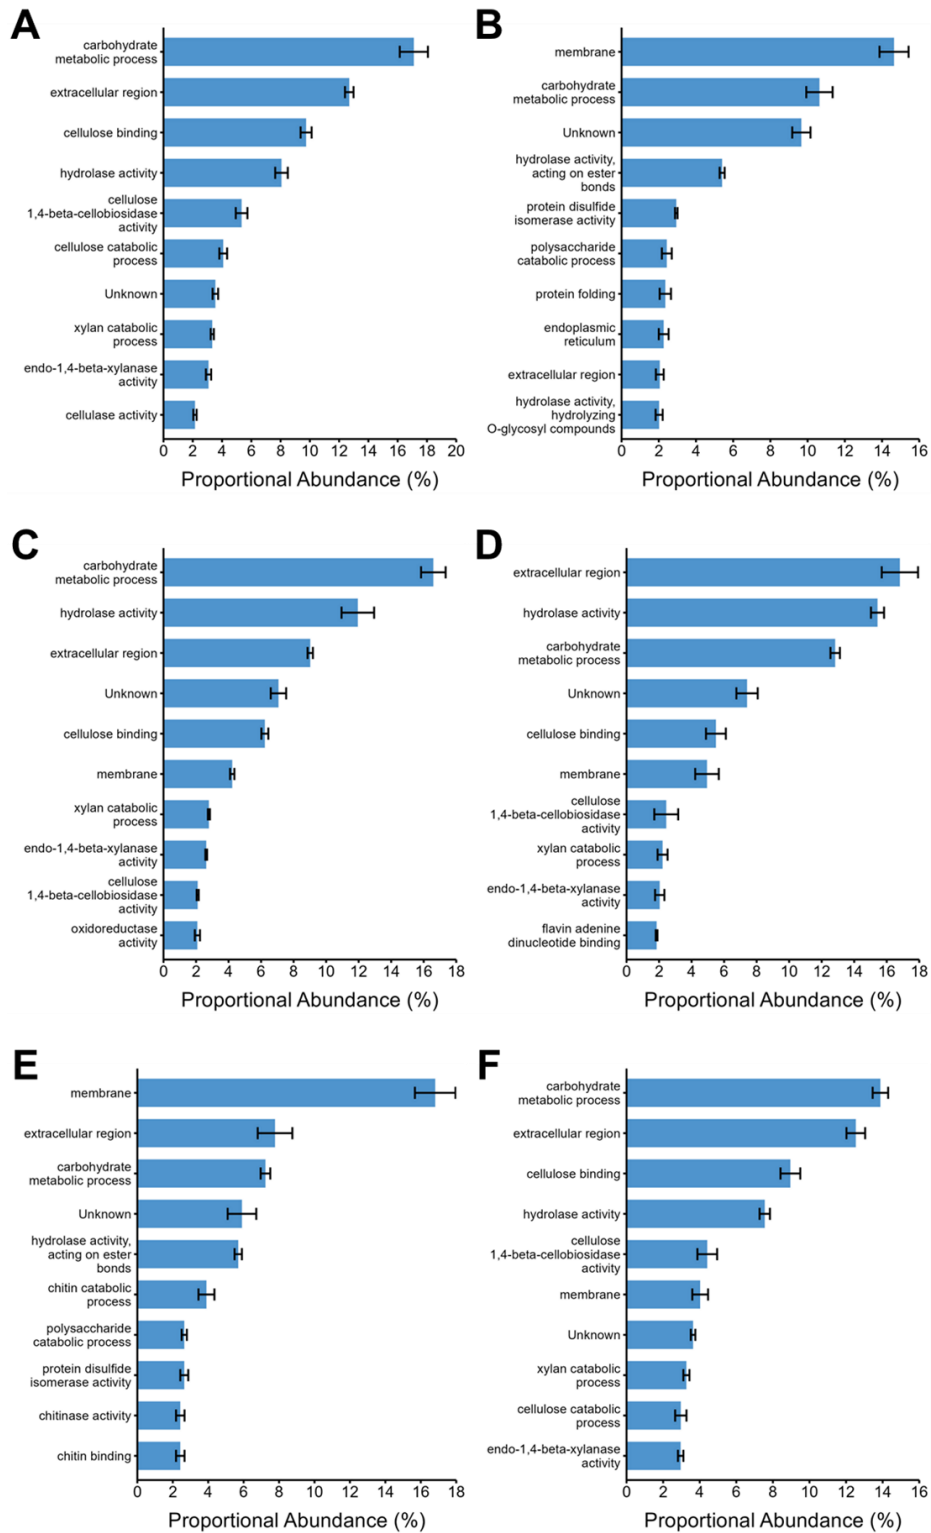 A
carbohydrate
metabolic process
extracellular region
cellulose binding
hydrolase activity
cellulose
1,4-beta-cellobiosidase
activity
cellulose catabolic
process
Unknown
xylan catabolic
process
endo-1,4-beta-xylanase
activity
cellulase activity
0 2 4 6 8 10 12 14 16 18 20
Proportional Abundance (%)
B
membrane
carbohydrate
metabolic process
Unknown
hydrolase activity,
acting on ester
bonds
protein disulfide
isomerase activity
polysaccharide
catabolic process
protein folding
endoplasmic
reticulum
extracellular region
hydrolase activity,
hydrolyzing
O-glycosyl compounds
0 2 4 6 8 10 12 14 16
Proportional Abundance (%)
C
carbohydrate
metabolic process
hydrolase activity
extracellular region
Unknown
cellulose binding
membrane
xylan catabolic
process
endo-1,4-beta-xylanase
activity
cellulose
1,4-beta-cellobiosidase
activity
oxidoreductase
activity
0 2 4 6 8 10 12 14 16 18
Proportional Abundance (%)
D
extracellular region
hydrolase activity
carbohydrate
metabolic process
Unknown
cellulose binding
membrane
cellulose
1,4-beta-cellobiosidase
activity
xylan catabolic
process
endo-1,4-beta-xylanase
activity
flavin adenine
dinucleotide binding
0 2 4 6 8 10 12 14 16 18
Proportional Abundance (%)
E
membrane
extracellular region
carbohydrate
metabolic process
Unknown
hydrolase activity,
acting on ester
bonds
chitin catabolic
process
polysaccharide
catabolic process
protein disulfide
isomerase activity
chitinase activity
chitin binding
0 2 4 6 8 10 12 14 16 18
Proportional Abundance (%)
F
carbohydrate
metabolic process
extracellular region
cellulose binding
hydrolase activity
cellulose
1,4-beta-cellobiosidase
activity
membrane
Unknown
xylan catabolic
process
cellulose catabolic
process
endo-1,4-beta-xylanase
activity
0 2 4 6 8 10 12 14 16
Proportional Abundance (%)